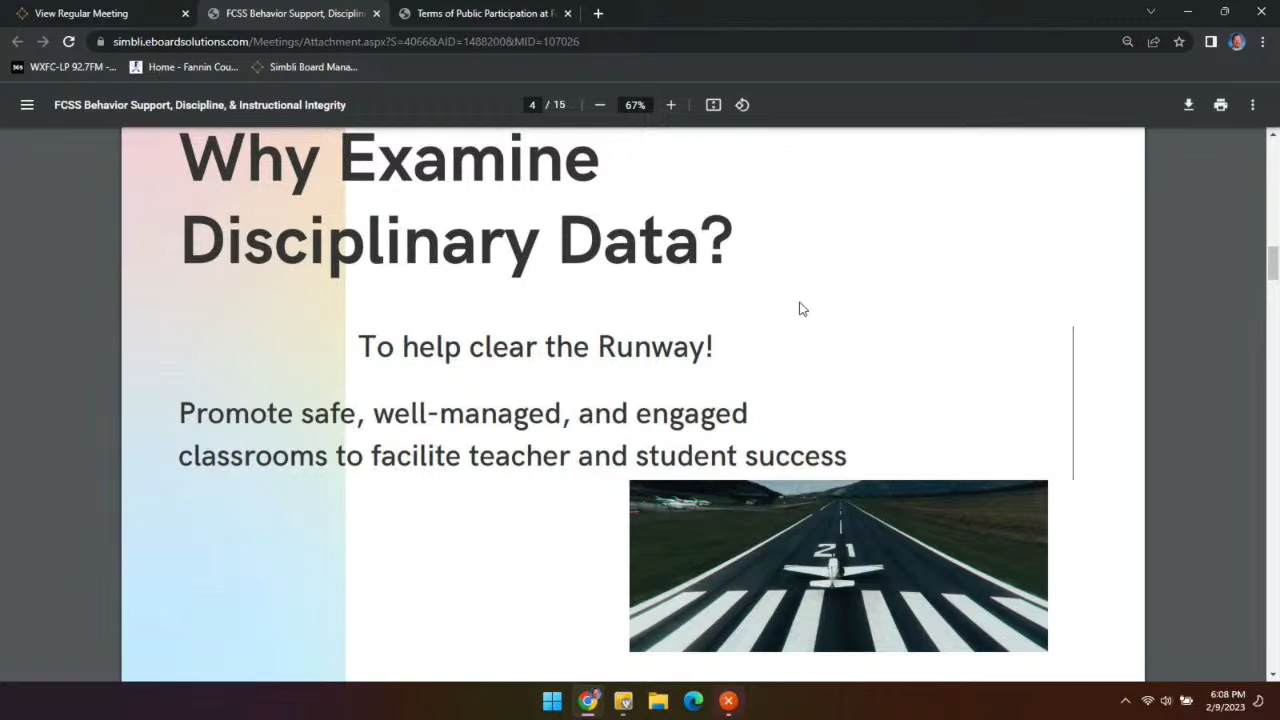 View Regular Meeting
FCSS Behavior Support, Disciplin
Terms of Public Participation at
simbli.eboardsolutions.com/Meetings/Attachment.aspx?S=4066&AID=1488200&MID=107026
WXFC-LP 92.7FM -...
Home - Fannin Cou...
Simbli Board Mana...
FCSS Behavior Support, Discipline, & Instructional Integrity
4 / 15
67%
Why Examine
Disciplinary Data?
To help clear the Runway!
Promote safe, well-managed, and engaged
classrooms to facilite teacher and student success
21
6:08 PM
2/9/2023